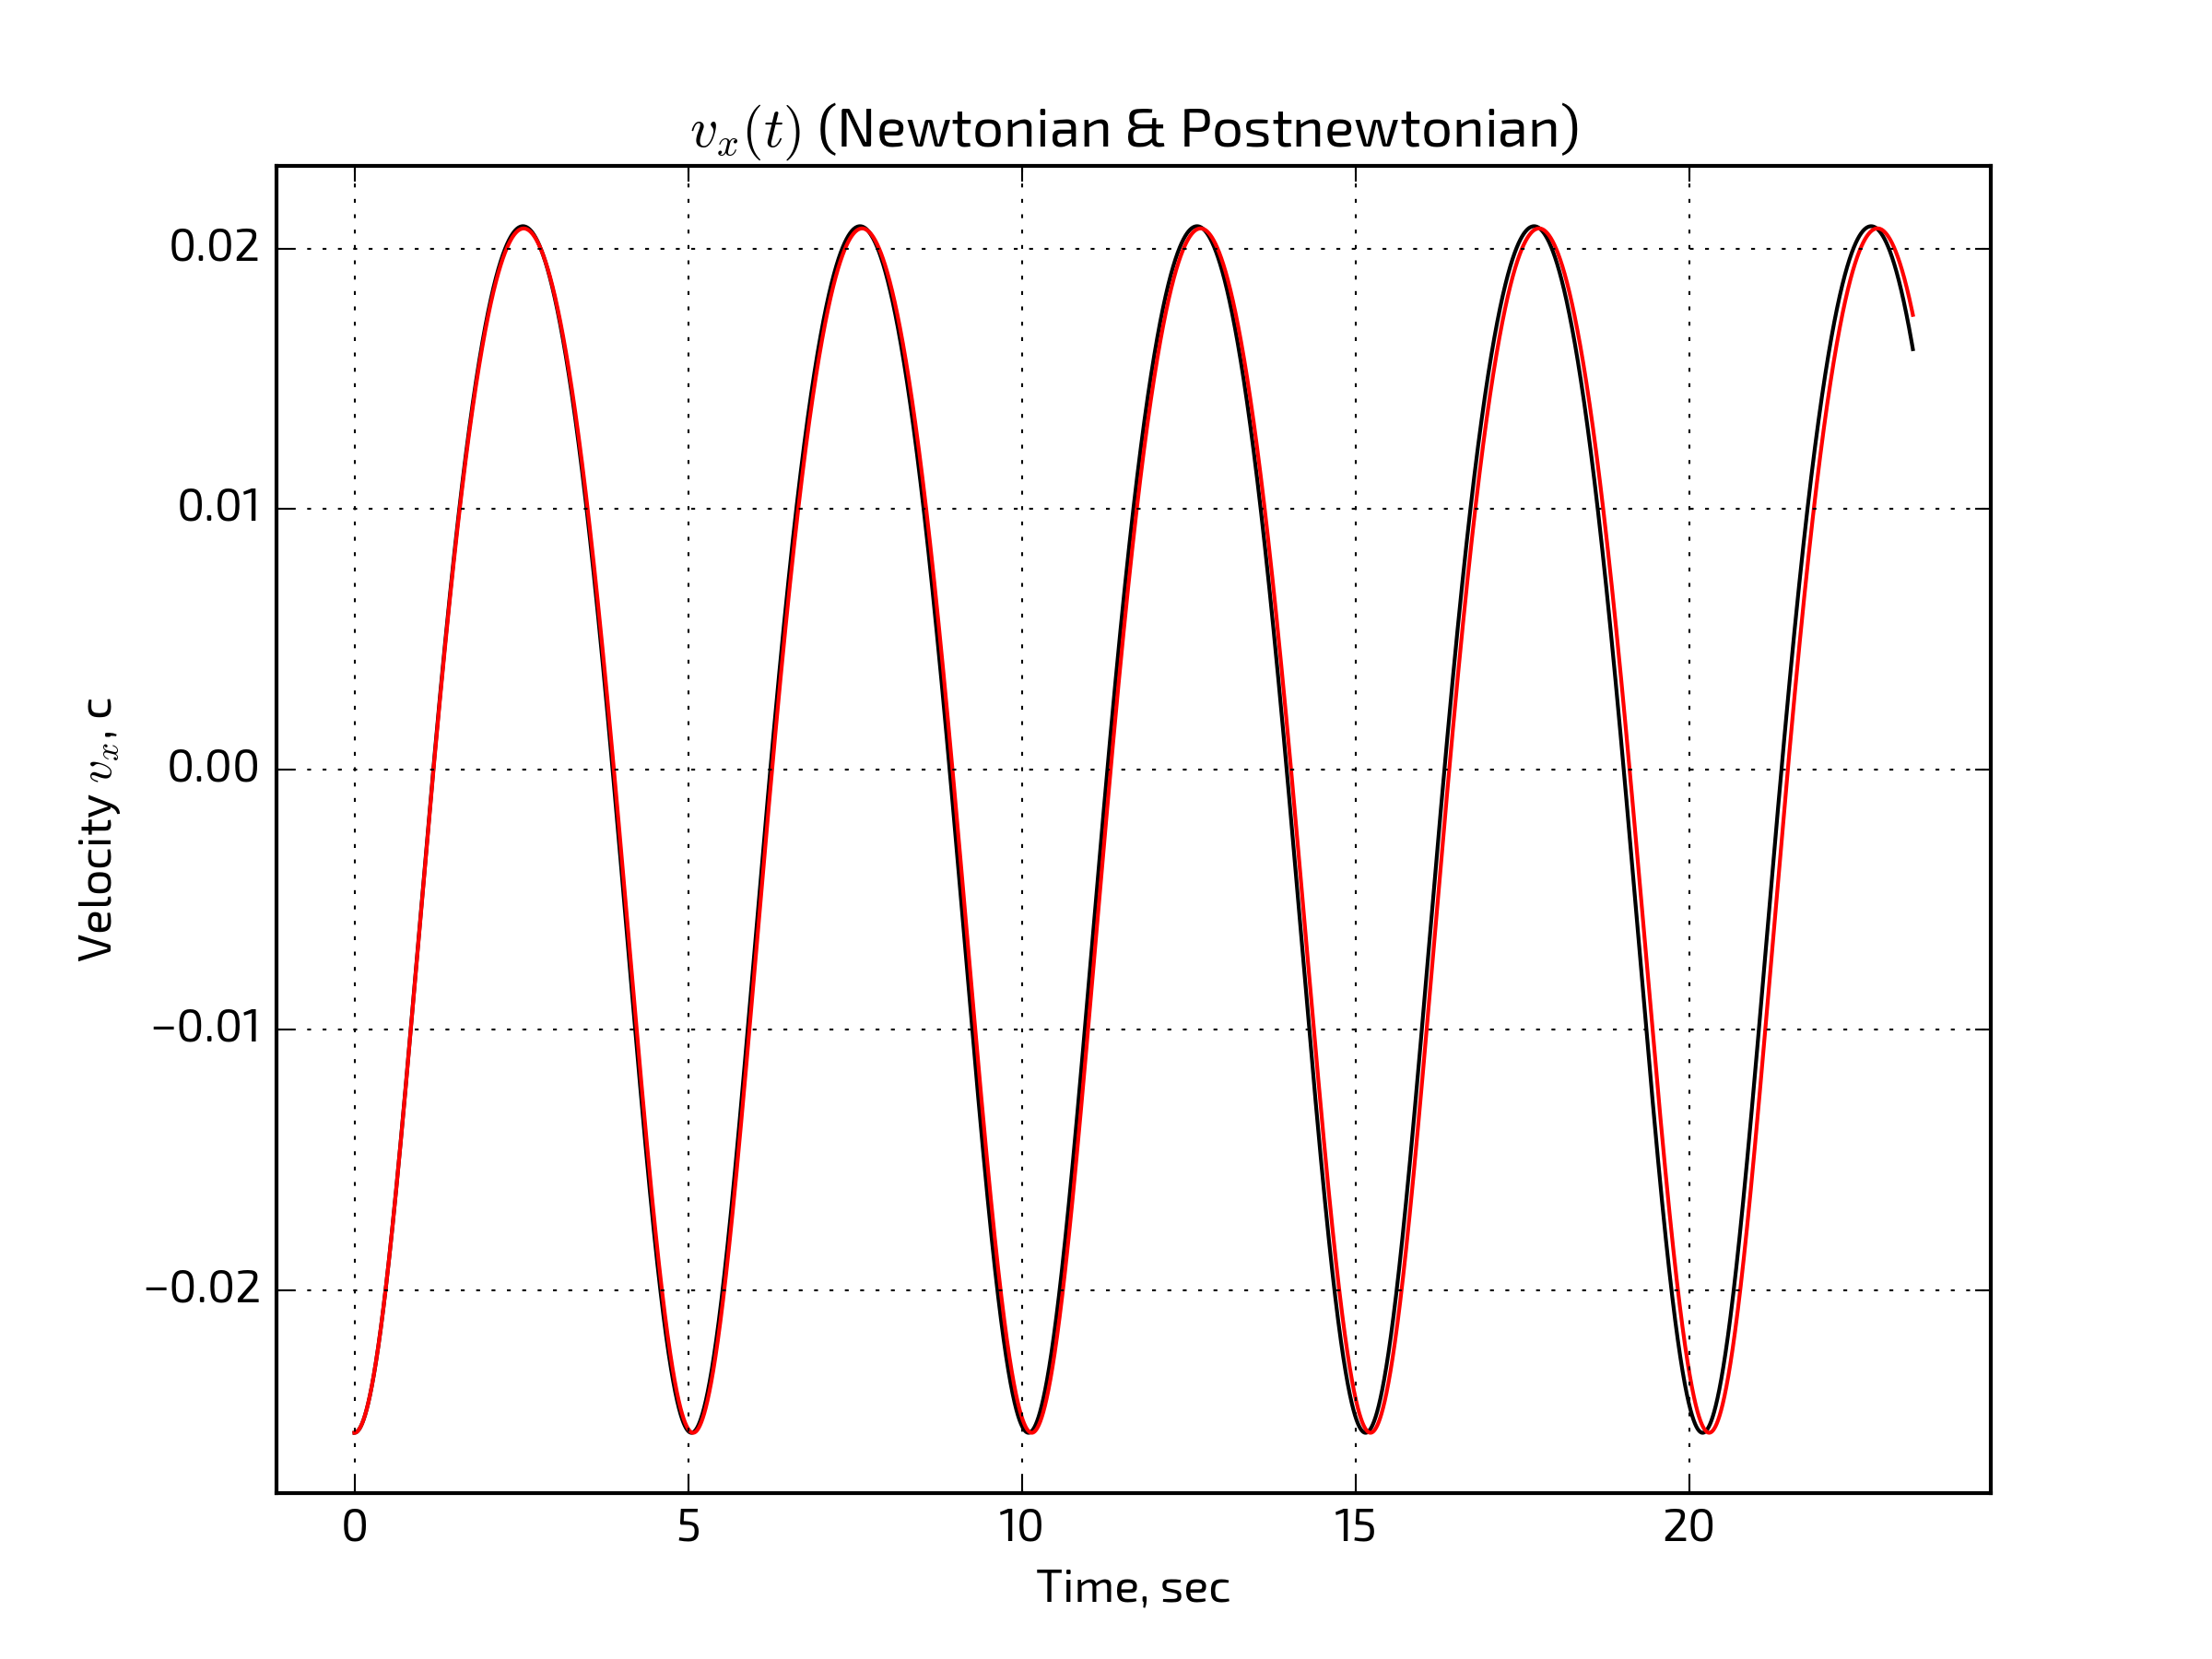 v_x(t) (Newtonian & Postnewtonian)
Velocity v_x, c
0.02
0.01
0.00
−0.01
−0.02
0 5 10 15 20
Time, sec